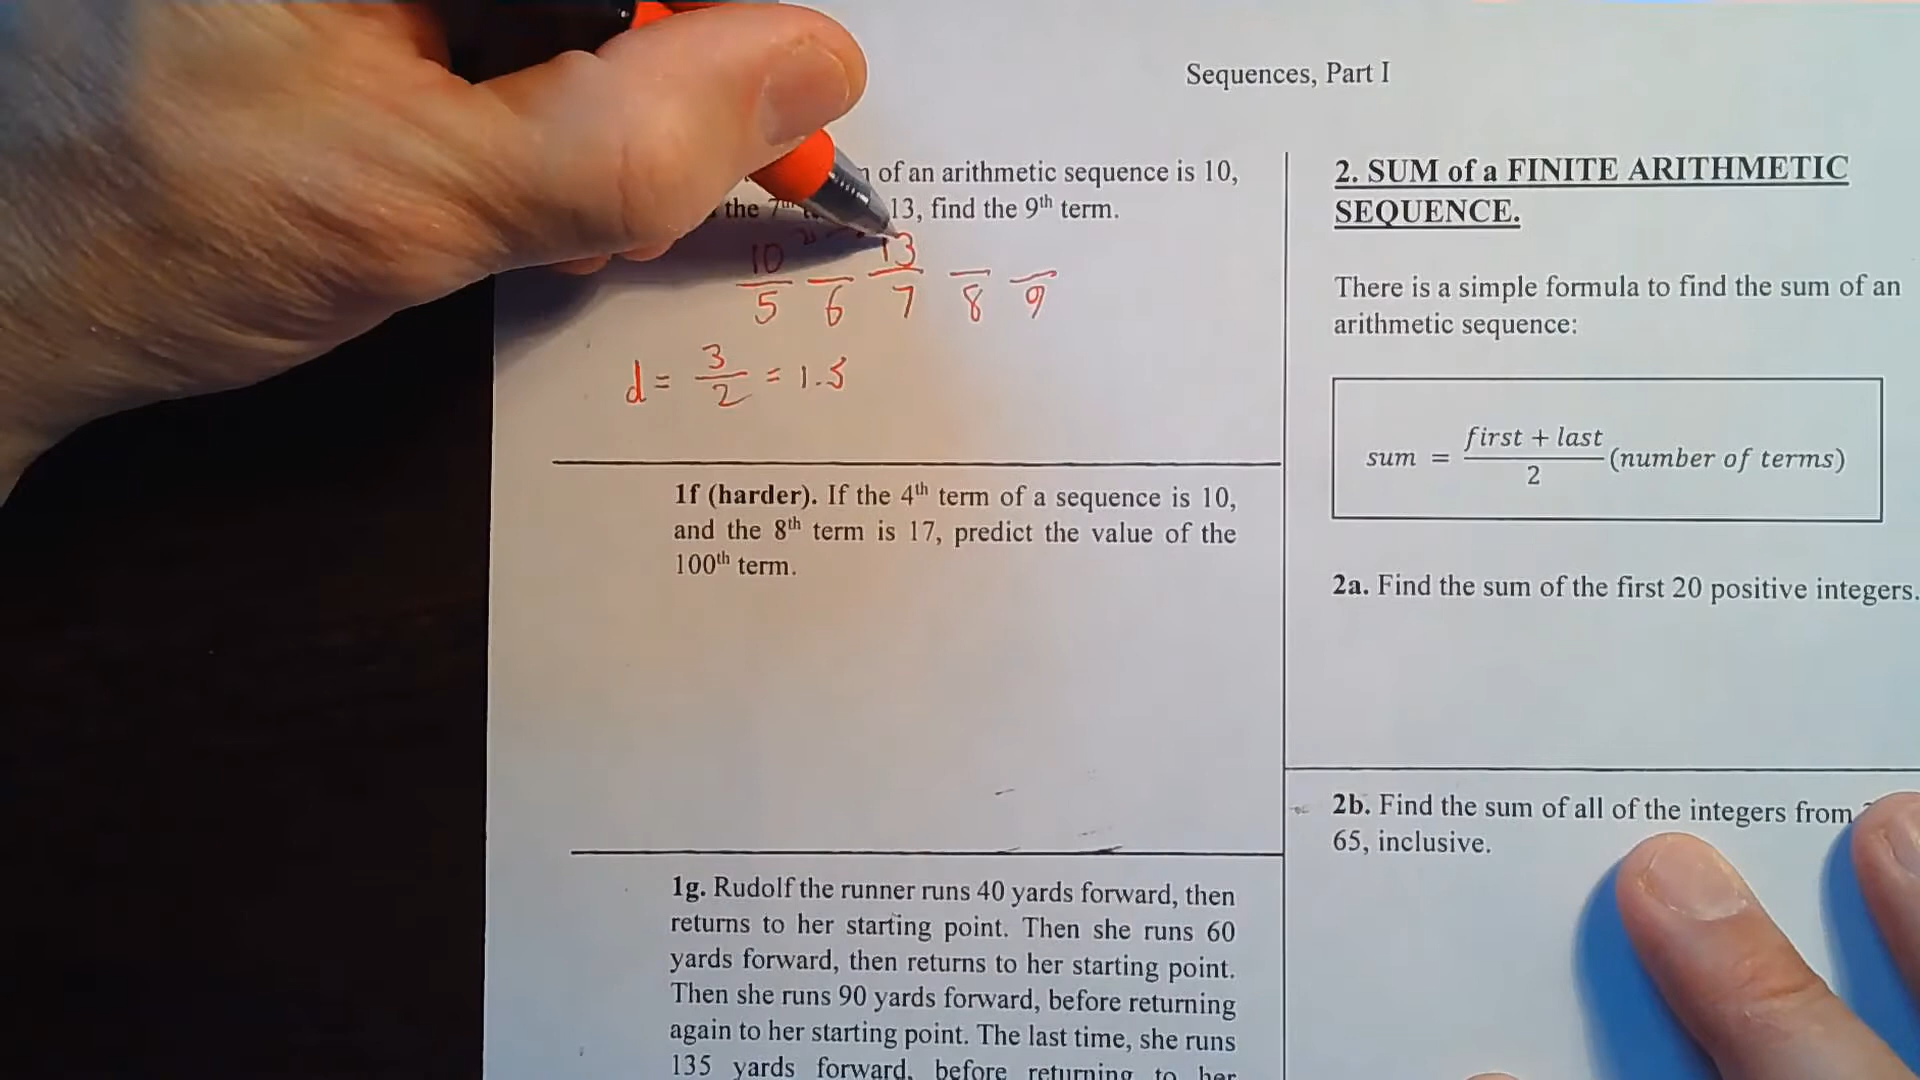 Sequences, Part I
of an arithmetic sequence is 10,
the 7th 13, find the 9th term.
10 13
5 6 7 8 9
d = 3/2 = 1.5
1f (harder). If the 4th term of a sequence is 10,
and the 8th term is 17, predict the value of the
100th term.
1g. Rudolf the runner runs 40 yards forward, then
returns to her starting point. Then she runs 60
yards forward, then returns to her starting point.
Then she runs 90 yards forward, before returning
again to her starting point. The last time, she runs
135 yards forward, before returning to her
2. SUM of a FINITE ARITHMETIC
SEQUENCE.
There is a simple formula to find the sum of an
arithmetic sequence:
sum = first + last / 2 (number of terms)
2a. Find the sum of the first 20 positive integers.
2b. Find the sum of all of the integers from
65, inclusive.